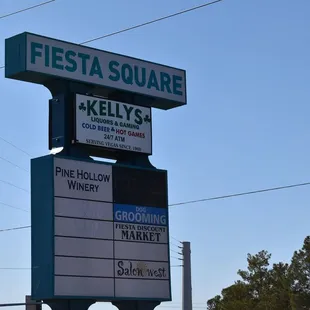 FIESTA SQUARE
KELLYS
LIQUORS & GAMING
COLD BEER & HOT GAMES
24/7 ATM
SERVING VEGAS SINCE 1990
PINE HOLLOW
WINERY
DOG
GROOMING
FIESTA DISCOUNT
MARKET
Salon west